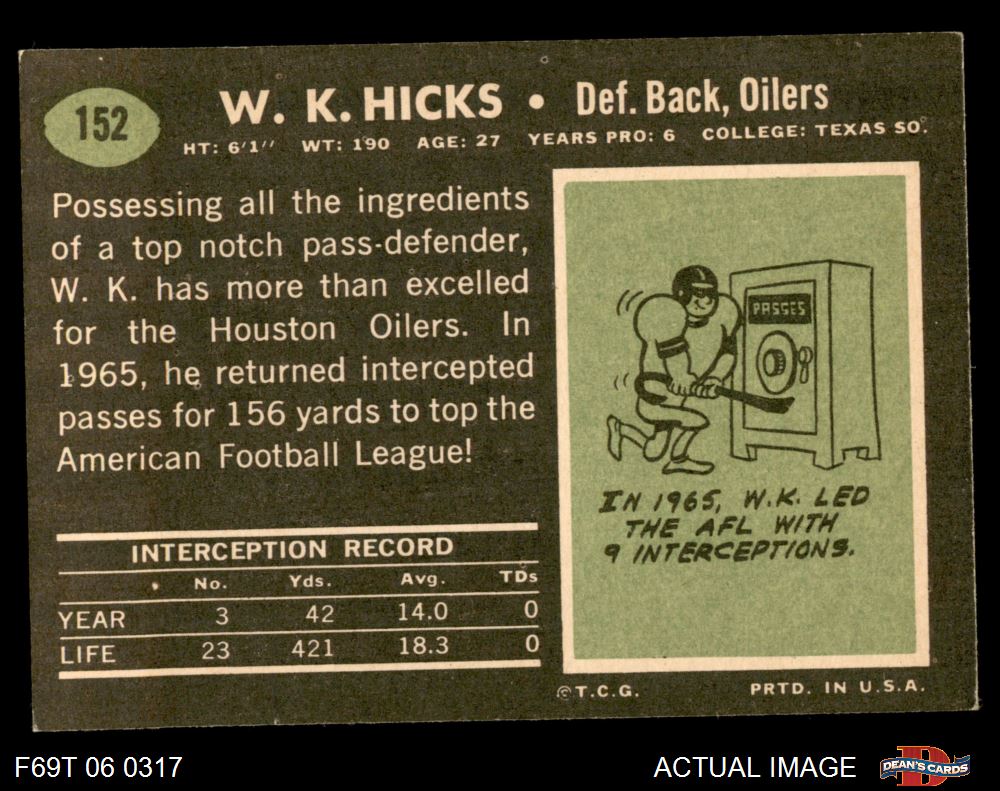 152
W. K. HICKS • Def. Back, Oilers
HT: 6'1" WT: 190 AGE: 27 YEARS PRO: 6 COLLEGE: TEXAS SO.
Possessing all the ingredients
of a top notch pass-defender,
W. K. has more than excelled
for the Houston Oilers. In
1965, he returned intercepted
passes for 156 yards to top the
American Football League!
PASSES
IN 1965, W.K. LED
THE AFL WITH
9 INTERCEPTIONS.
INTERCEPTION RECORD
No. Yds. Avg. TDs
YEAR 3 42 14.0 0
LIFE 23 421 18.3 0
©T.C.G. PRTD. IN U.S.A.
F69T 06 0317 ACTUAL IMAGE DEAN'S CARDS